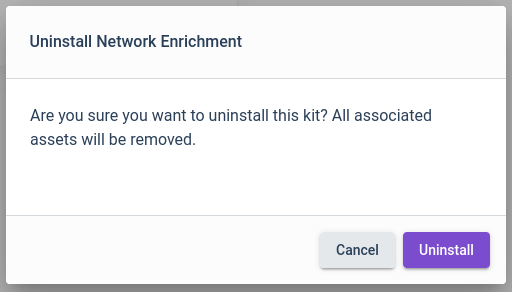 Uninstall Network Enrichment
Are you sure you want to uninstall this kit? All associated
assets will be removed.
Cancel
Uninstall